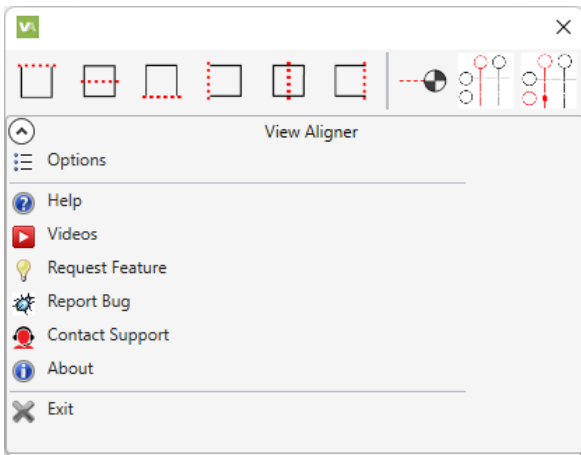 VA
View Aligner
Options
Help
Videos
Request Feature
Report Bug
Contact Support
About
Exit